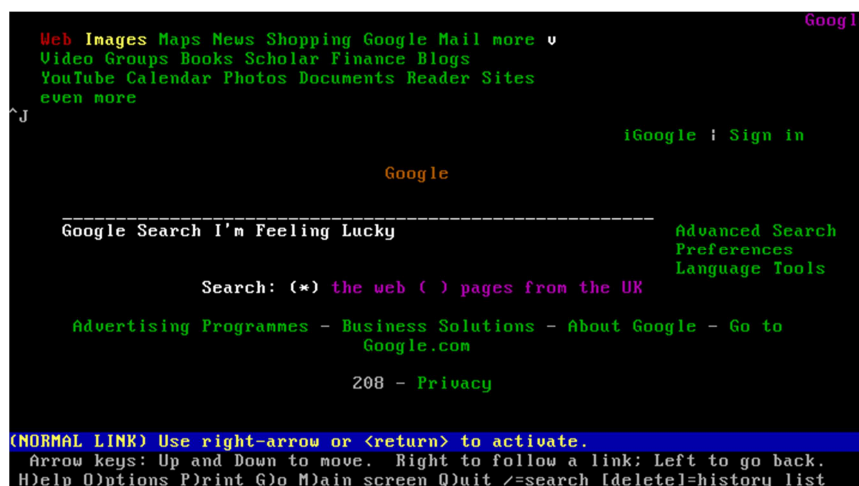 Googl
Web Images Maps News Shopping Google Mail more v
Video Groups Books Scholar Finance Blogs
YouTube Calendar Photos Documents Reader Sites
even more
^J
iGoogle | Sign in
Google
_______________________________________________________
Google Search I'm Feeling Lucky Advanced Search
Preferences
Language Tools
Search: (*) the web ( ) pages from the UK
Advertising Programmes - Business Solutions - About Google - Go to
Google.com
208 - Privacy
(NORMAL LINK) Use right-arrow or <return> to activate.
Arrow keys: Up and Down to move. Right to follow a link; Left to go back.
H)elp O)ptions P)rint G)o M)ain screen Q)uit /=search [delete]=history list